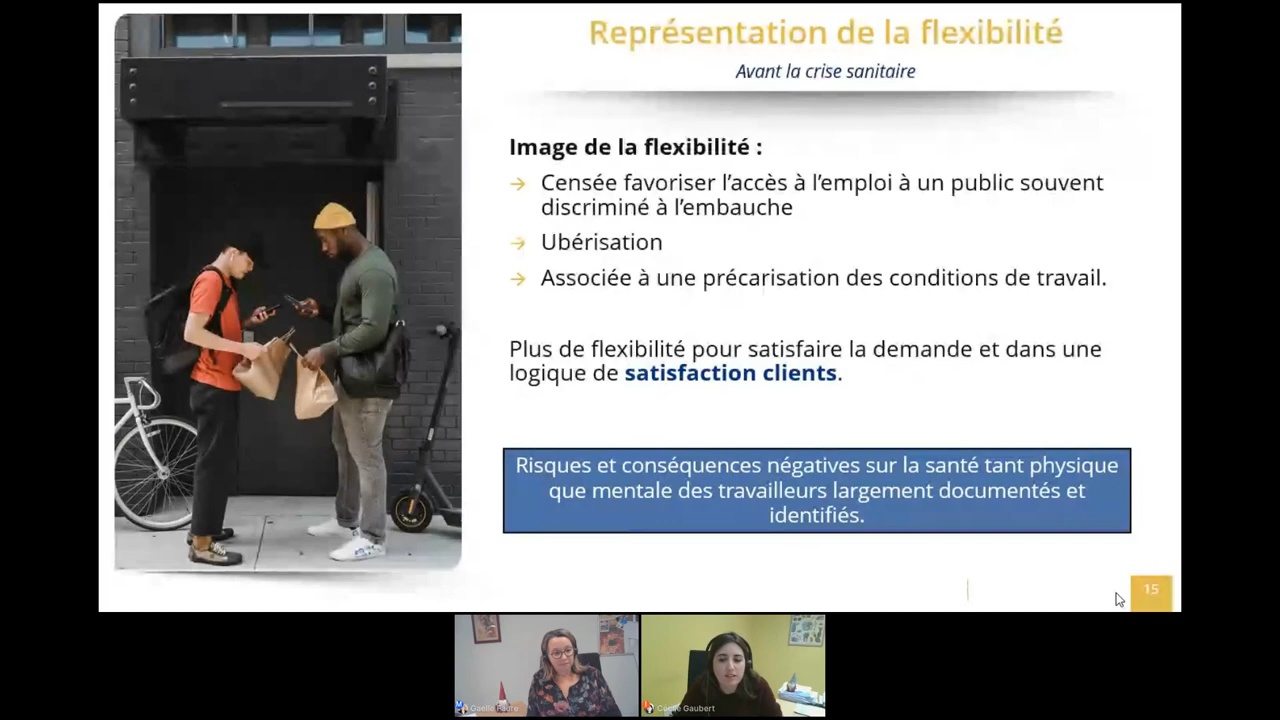 Représentation de la flexibilité
Avant la crise sanitaire
Image de la flexibilité :
→ Censée favoriser l’accès à l’emploi à un public souvent
discriminé à l’embauche
→ Ubérisation
→ Associée à une précarisation des conditions de travail.
Plus de flexibilité pour satisfaire la demande et dans une
logique de satisfaction clients.
Risques et conséquences négatives sur la santé tant physique
que mentale des travailleurs largement documentés et
identifiés.
15
Gaelle Faure
Cécile Gaubert